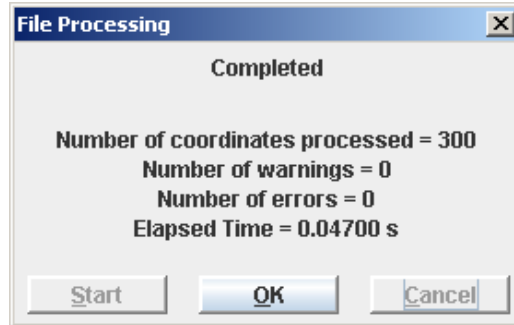 File Processing
Completed
Number of coordinates processed = 300
Number of warnings = 0
Number of errors = 0
Elapsed Time = 0.04700 s
Start OK Cancel